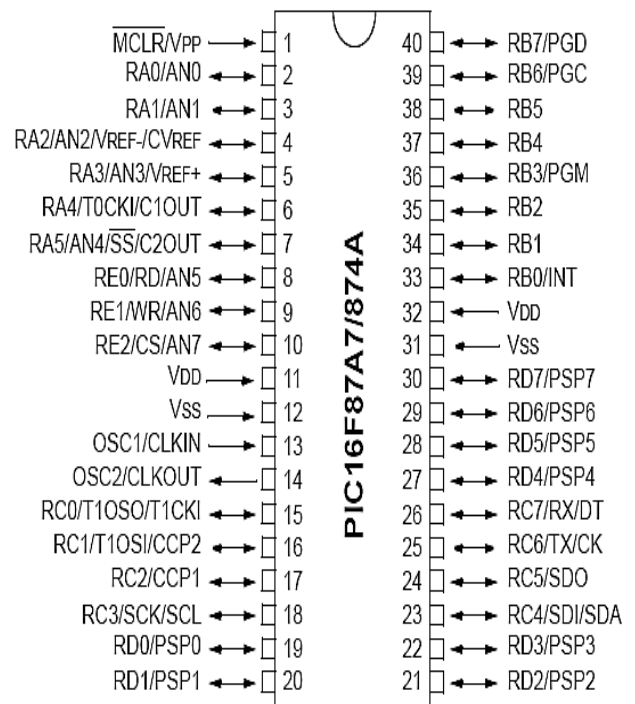 MCLR/VPP 1 40 RB7/PGD
RA0/AN0 2 39 RB6/PGC
RA1/AN1 3 38 RB5
RA2/AN2/VREF-/CVREF 4 37 RB4
RA3/AN3/VREF+ 5 36 RB3/PGM
RA4/T0CKI/C1OUT 6 35 RB2
RA5/AN4/SS/C2OUT 7 34 RB1
RE0/RD/AN5 8 33 RB0/INT
RE1/WR/AN6 9 32 VDD
RE2/CS/AN7 10 31 VSS
VDD 11 30 RD7/PSP7
VSS 12 29 RD6/PSP6
OSC1/CLKIN 13 28 RD5/PSP5
OSC2/CLKOUT 14 27 RD4/PSP4
RC0/T1OSO/T1CKI 15 26 RC7/RX/DT
RC1/T1OSI/CCP2 16 25 RC6/TX/CK
RC2/CCP1 17 24 RC5/SDO
RC3/SCK/SCL 18 23 RC4/SDI/SDA
RD0/PSP0 19 22 RD3/PSP3
RD1/PSP1 20 21 RD2/PSP2
PIC16F87A7/874A